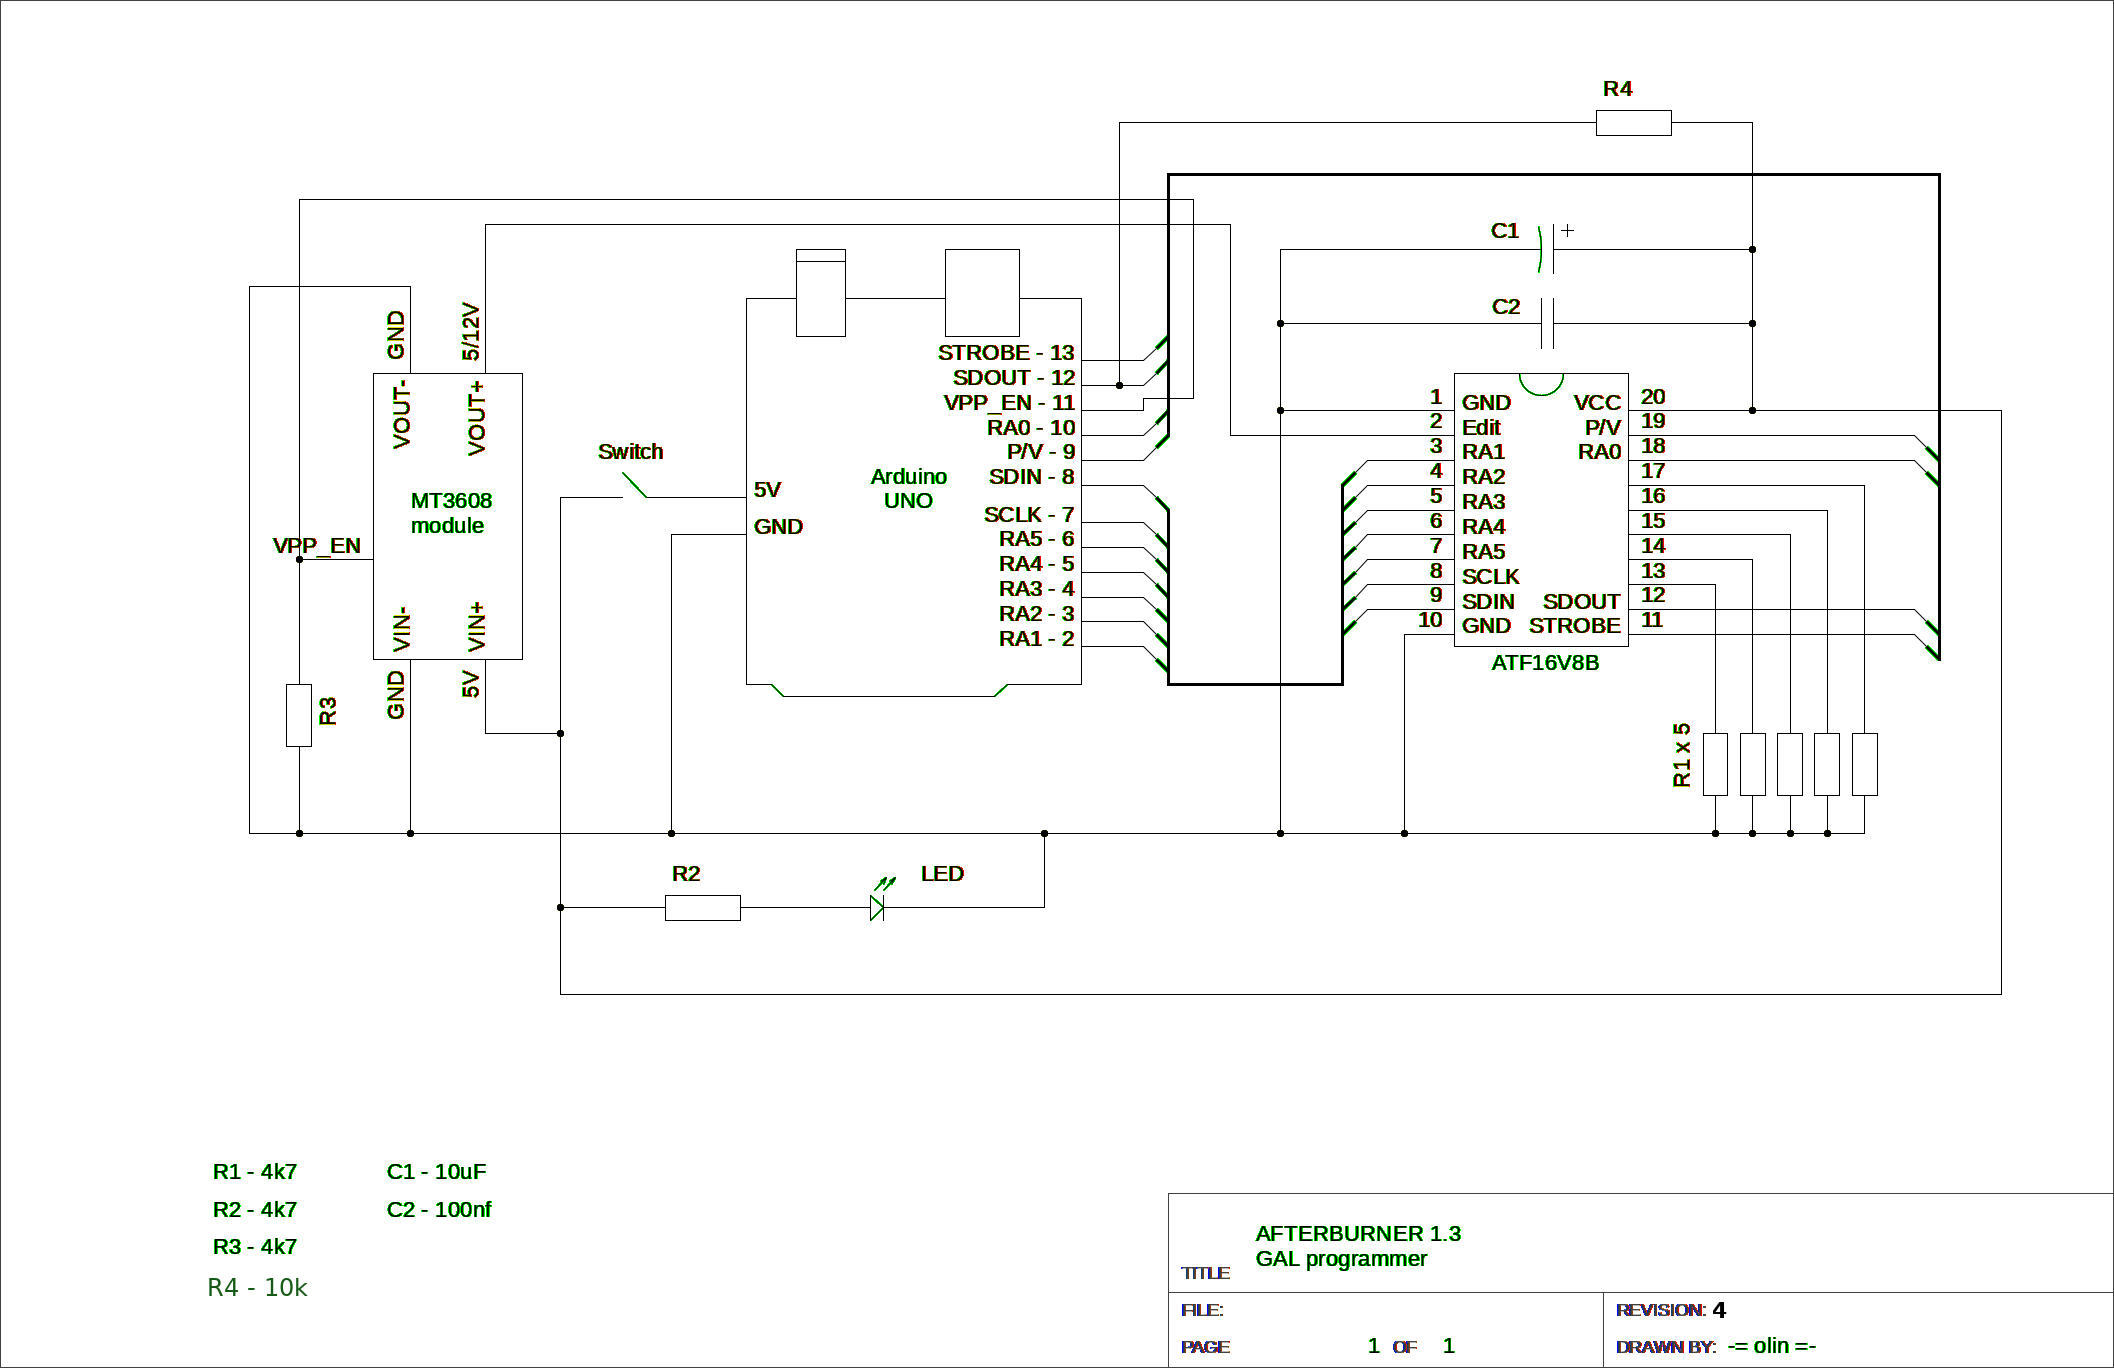 R4
C1 +
C2
GND
5/12V
VOUT-
VOUT+
MT3608
module
VPP_EN
VIN-
VIN+
GND
5V
R3
Switch
5V
GND
Arduino
UNO
STROBE - 13
SDOUT - 12
VPP_EN - 11
RA0 - 10
P/V - 9
SDIN - 8
SCLK - 7
RA5 - 6
RA4 - 5
RA3 - 4
RA2 - 3
RA1 - 2
1 GND VCC 20
2 Edit P/V 19
3 RA1 RA0 18
4 RA2 17
5 RA3 16
6 RA4 15
7 RA5 14
8 SCLK 13
9 SDIN SDOUT 12
10 GND STROBE 11
ATF16V8B
R1 x 5
R2
LED
R1 - 4k7
R2 - 4k7
R3 - 4k7
R4 - 10k
C1 - 10uF
C2 - 100nf
AFTERBURNER 1.3
GAL programmer
TITLE
FILE:
REVISION: 4
PAGE 1 OF 1
DRAWN BY: -= olin =-